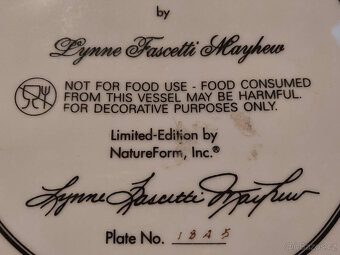 by
Lynne Fascetti Mayhew
NOT FOR FOOD USE - FOOD CONSUMED
FROM THIS VESSEL MAY BE HARMFUL.
FOR DECORATIVE PURPOSES ONLY.
Limited-Edition by
NatureForm, Inc.®
Lynne Fascetti Mayhew
Plate No. 1845